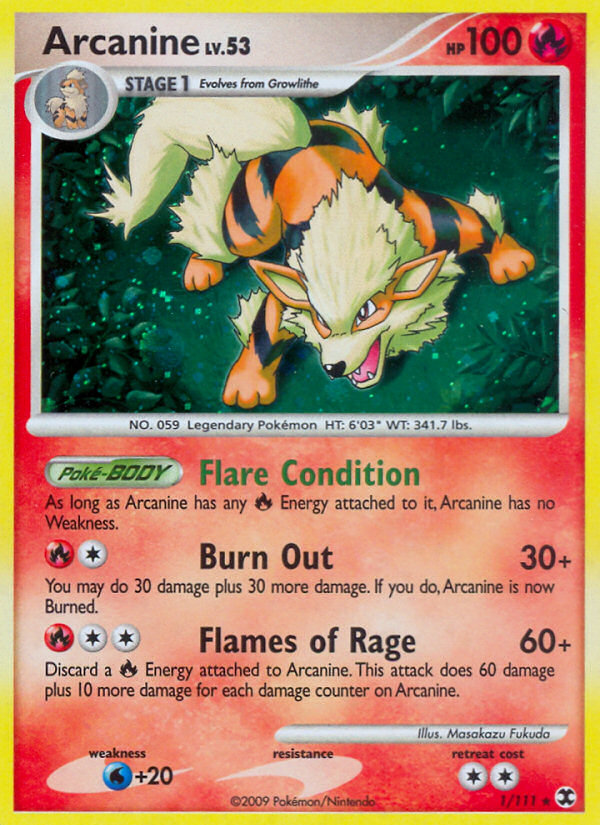 Arcanine LV.53
HP 100
STAGE 1 Evolves from Growlithe
NO. 059 Legendary Pokémon HT: 6'03" WT: 341.7 lbs.
Poké-BODY Flare Condition
As long as Arcanine has any Energy attached to it, Arcanine has no
Weakness.
Burn Out 30+
You may do 30 damage plus 30 more damage. If you do, Arcanine is now
Burned.
Flames of Rage 60+
Discard a Energy attached to Arcanine. This attack does 60 damage
plus 10 more damage for each damage counter on Arcanine.
Illus. Masakazu Fukuda
weakness resistance retreat cost
+20
©2009 Pokémon/Nintendo 1/111 ★